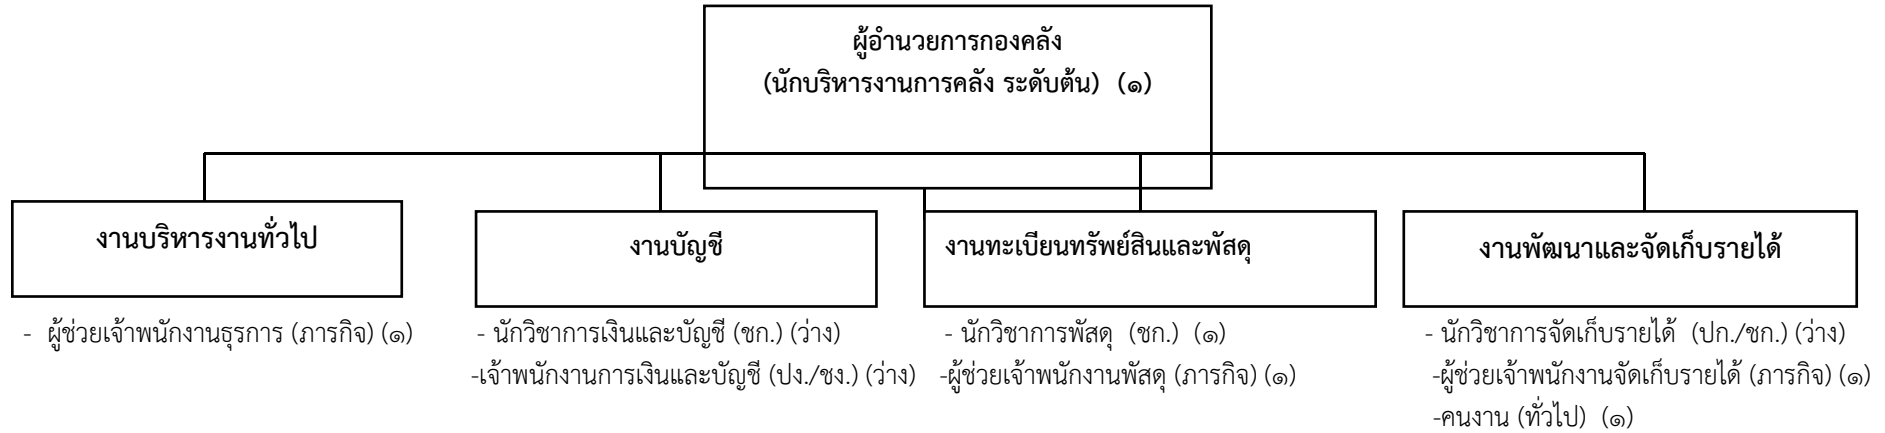 ผู้อำนวยการกองคลัง
(นักบริหารงานการคลัง ระดับต้น) (๑)
งานบริหารงานทั่วไป
- ผู้ช่วยเจ้าพนักงานธุรการ (ภารกิจ) (๑)
งานบัญชี
- นักวิชาการเงินและบัญชี (ชก.) (ว่าง)
-เจ้าพนักงานการเงินและบัญชี (ปง./ชง.) (ว่าง)
งานทะเบียนทรัพย์สินและพัสดุ
- นักวิชาการพัสดุ (ชก.) (๑)
-ผู้ช่วยเจ้าพนักงานพัสดุ (ภารกิจ) (๑)
งานพัฒนาและจัดเก็บรายได้
- นักวิชาการจัดเก็บรายได้ (ปก./ชก.) (ว่าง)
-ผู้ช่วยเจ้าพนักงานจัดเก็บรายได้ (ภารกิจ) (๑)
-คนงาน (ทั่วไป) (๑)